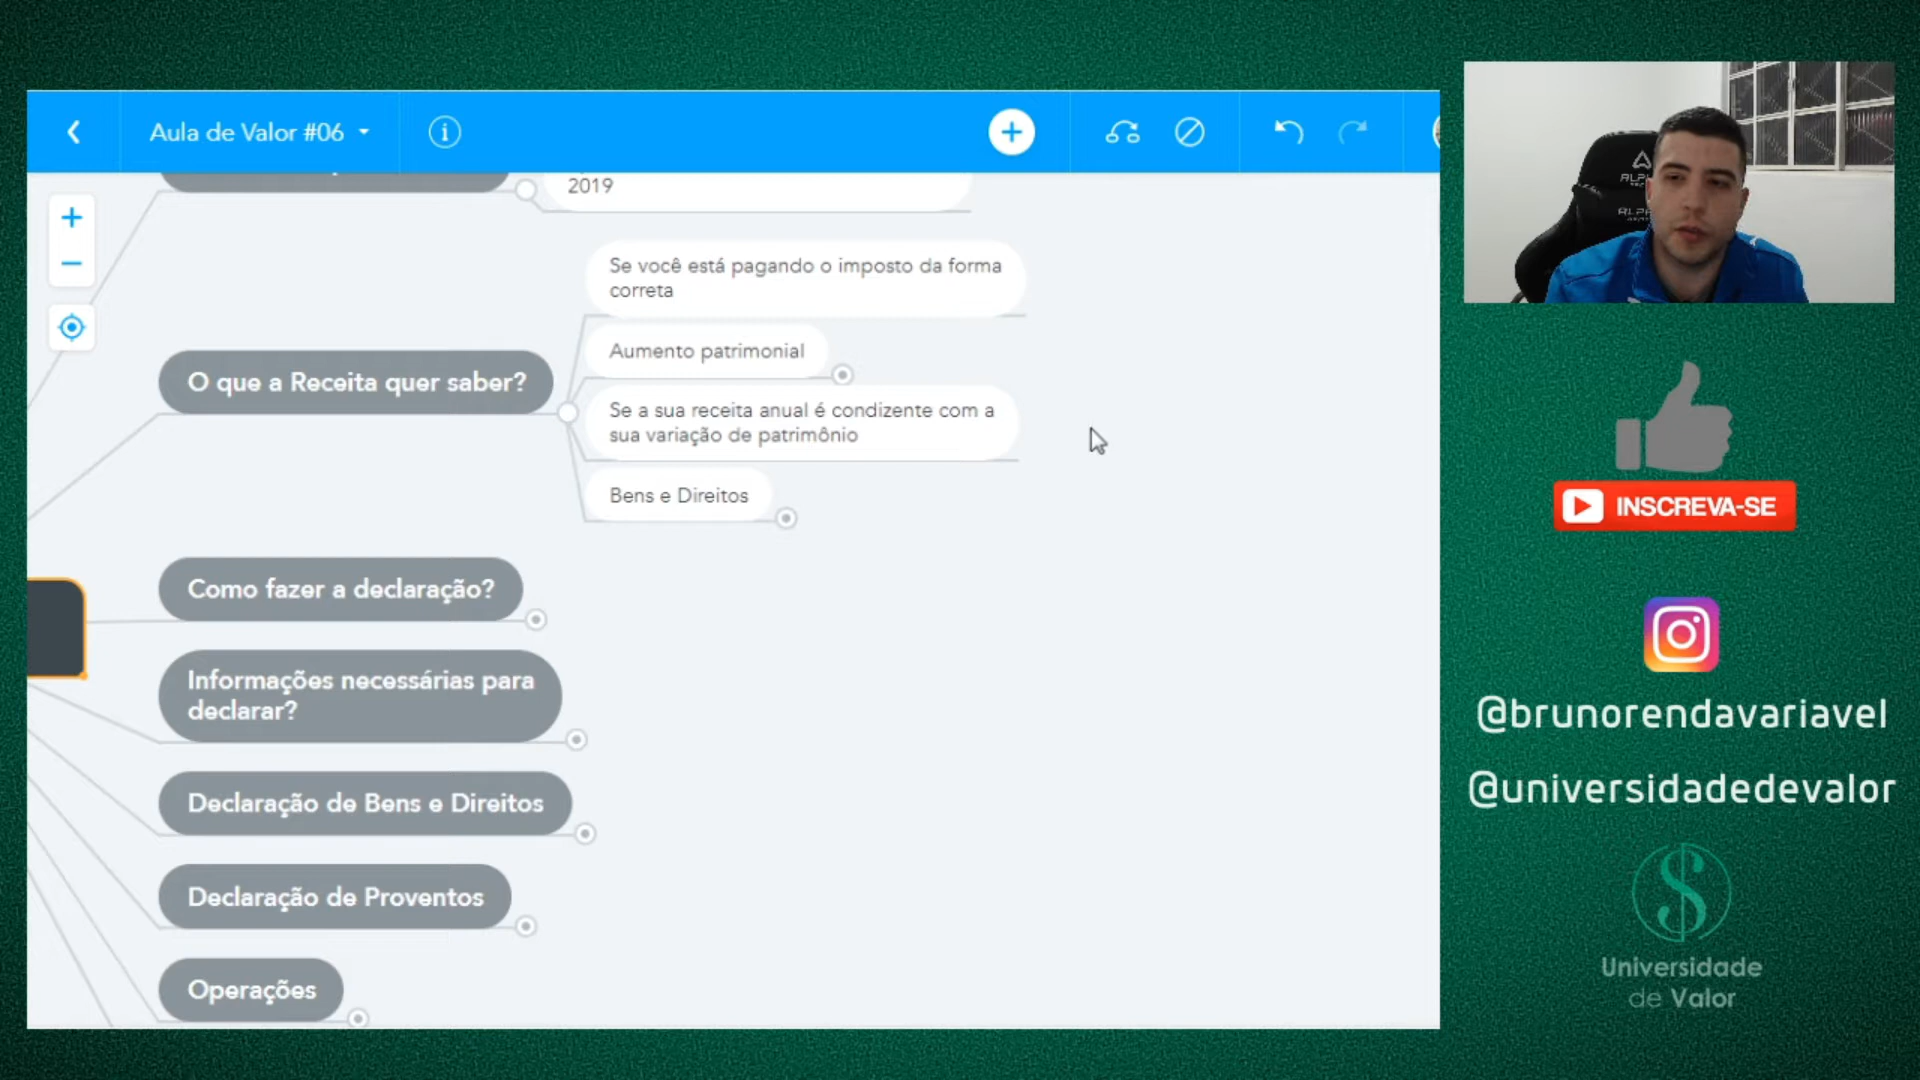 Aula de Valor #06
2019
Se você está pagando o imposto da forma
correta
Aumento patrimonial
O que a Receita quer saber?
Se a sua receita anual é condizente com a
sua variação de patrimônio
Bens e Direitos
Como fazer a declaração?
Informações necessárias para
declarar?
Declaração de Bens e Direitos
Declaração de Proventos
Operações
INSCREVA-SE
@brunorendavariavel
@universidadedevalor
Universidade
de Valor